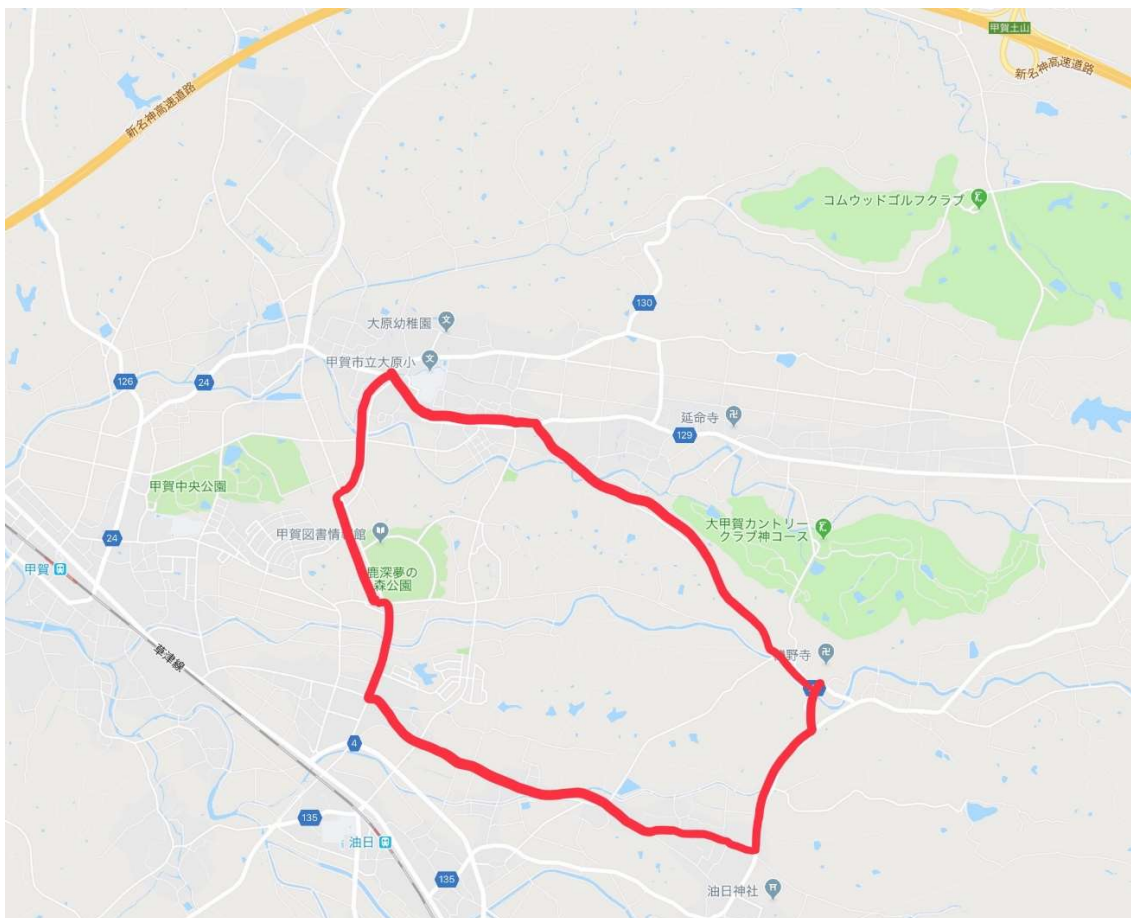 甲賀土山
新名神高速道路
新名神高速道路
コムウッドゴルフクラブ
130
大原幼稚園
甲賀市立大原小
126
24
延命寺
129
甲賀中央公園
大甲賀カントリー
クラブ神コース
甲賀図書情
館
24
甲賀
鹿深夢の
森公園
草津線
野寺
4
135
油日
135
油日神社